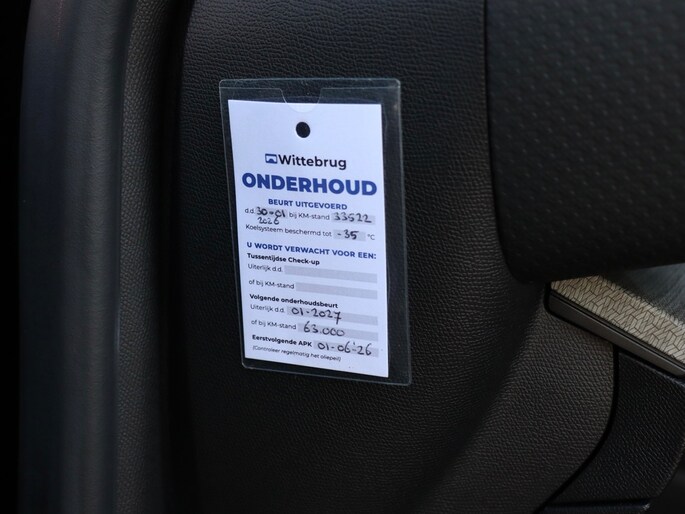 Wittebrug
ONDERHOUD
BEURT UITGEVOERD
d.d. 30-01 bij KM-stand 33522
2026
Koelsysteem beschermd tot -35 °C
U WORDT VERWACHT VOOR EEN:
Tussentijdse Check-up
Uiterlijk d.d.
of bij KM-stand
Volgende onderhoudsbeurt
Uiterlijk d.d. 01-2027
of bij KM-stand 63.000
Eerstvolgende APK 01-06'26
(Controleer regelmatig het oliepeil)